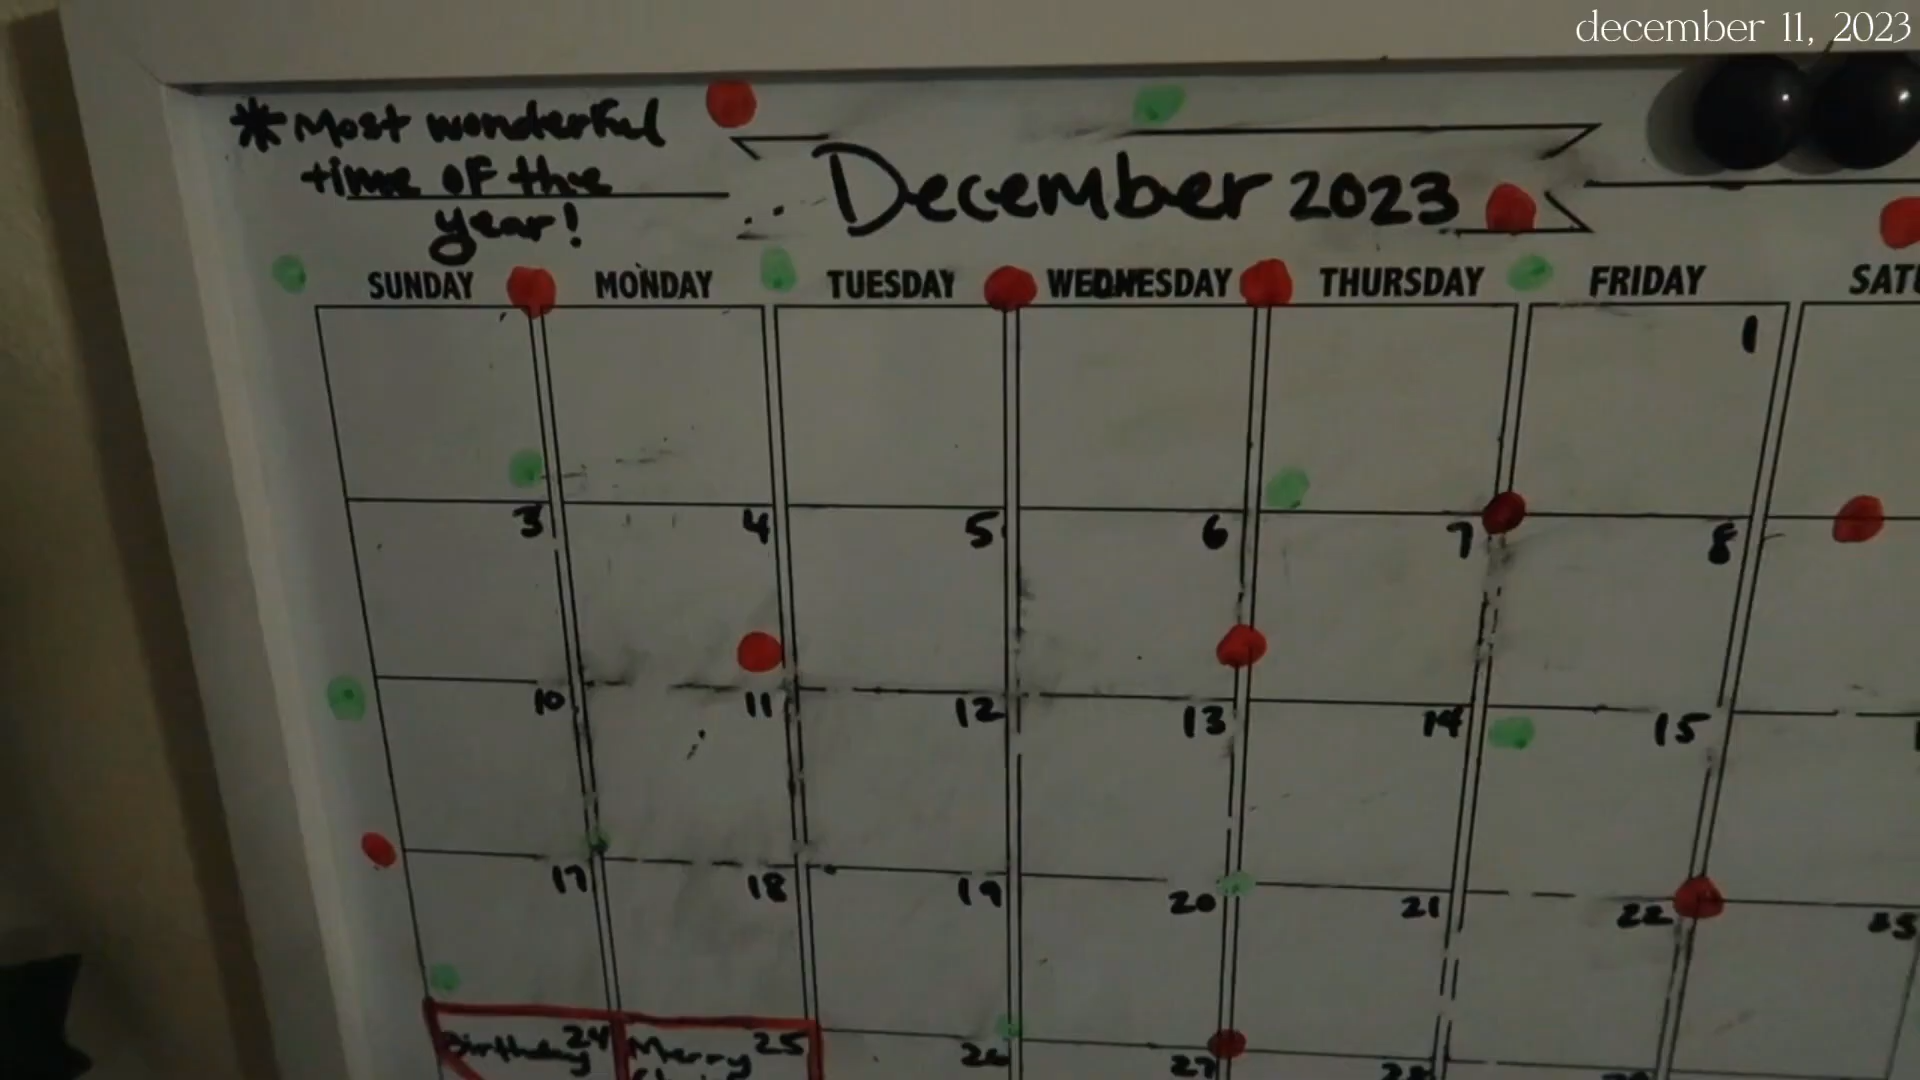 december 11, 2023
*Most wonderful
time of the
year!
December 2023
SUNDAY MONDAY TUESDAY WEDNESDAY THURSDAY FRIDAY
1
3 4 5 6 7 8
10 11 12 13 14 15
17 18 19 20 21 22
Birthday 24 Merry 25 26 27